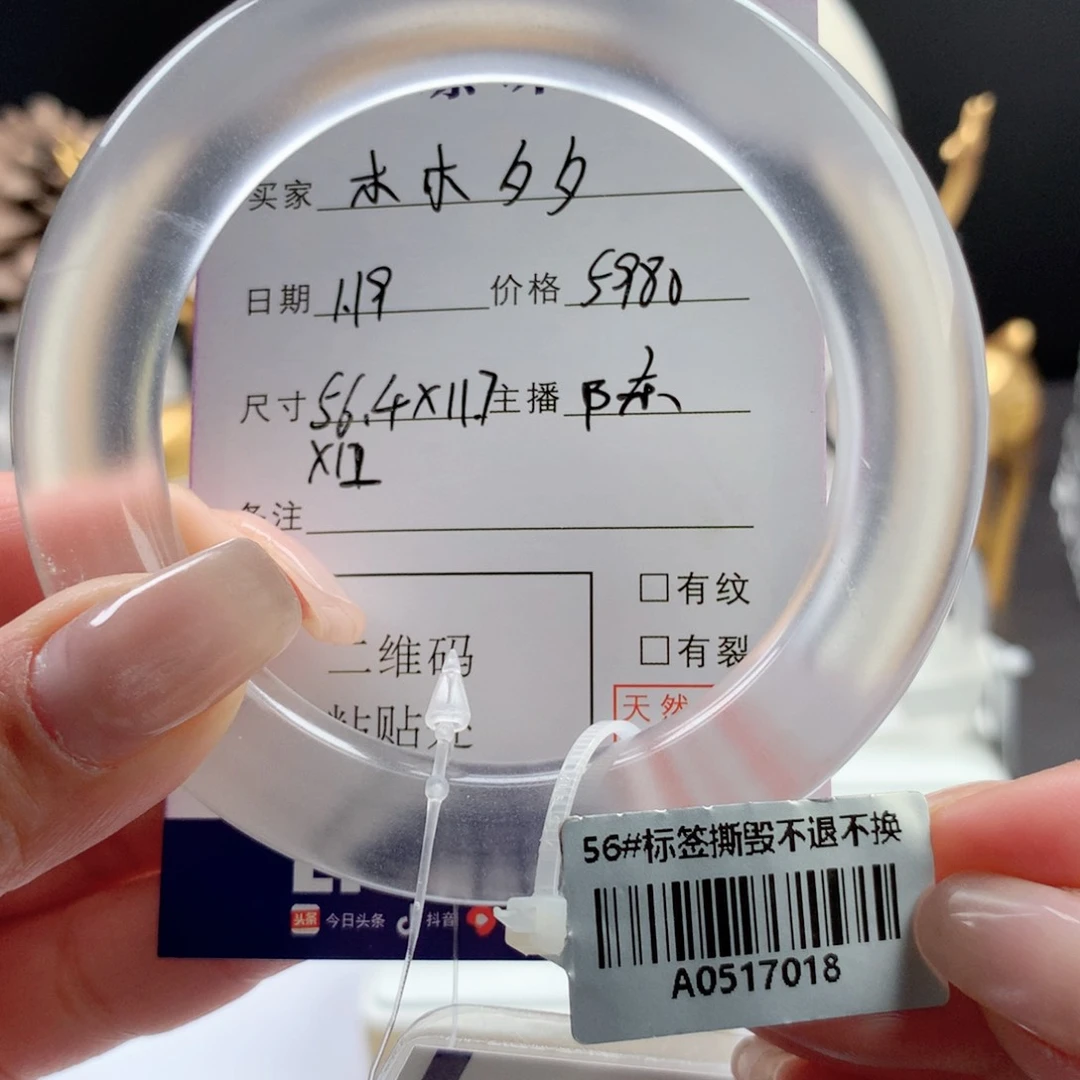 买家 木木夕夕
日期 1.19 价格 5980
尺寸 56.4X11.7 主播
X12
备注
□有纹
二维码 □有裂
粘贴处 天然
头条 今日头条 抖音
56#标签撕毁不退不换
A0517018